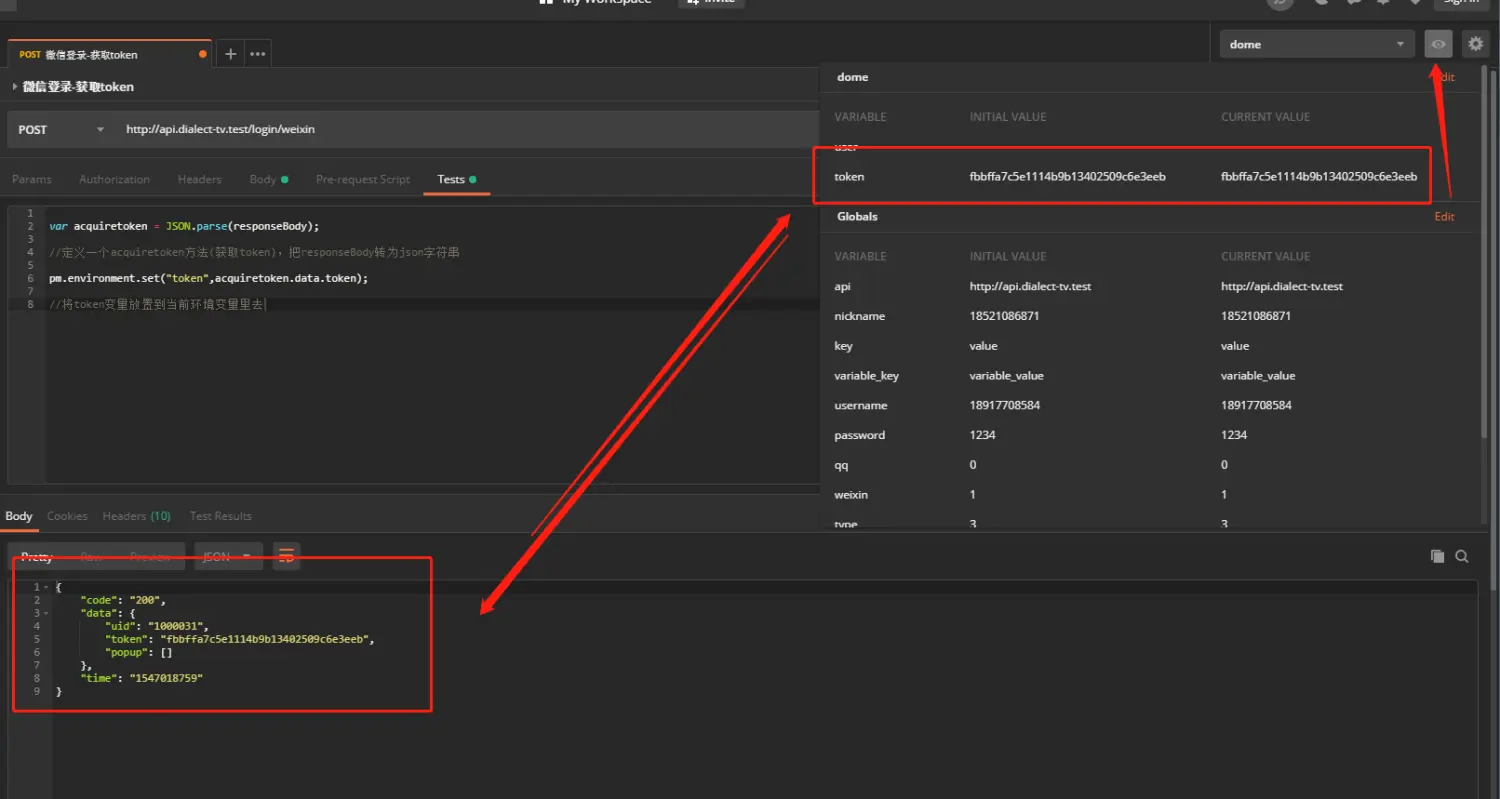 My Workspace
Invite
Sign In
POST 微信登录-获取token
dome
微信登录-获取token
dome
Edit
POST
http://api.dialect-tv.test/login/weixin
VARIABLE INITIAL VALUE CURRENT VALUE
user
token fbbffa7c5e1114b9b13402509c6e3eeb fbbffa7c5e1114b9b13402509c6e3eeb
Params Authorization Headers Body Pre-request Script Tests
1
2 var acquiretoken = JSON.parse(responseBody);
3
4 //定义一个acquiretoken方法(获取token)，把responseBody转为json字符串
5
6 pm.environment.set("token",acquiretoken.data.token);
7
8 //将token变量放置到当前环境变量里去
Globals Edit
VARIABLE INITIAL VALUE CURRENT VALUE
api http://api.dialect-tv.test http://api.dialect-tv.test
nickname 18521086871 18521086871
key value value
variable_key variable_value variable_value
username 18917708584 18917708584
password 1234 1234
qq 0 0
weixin 1 1
type 3 3
Body Cookies Headers (10) Test Results
Pretty Raw Preview JSON
1 {
2 "code": "200",
3 "data": {
4 "uid": "1000031",
5 "token": "fbbffa7c5e1114b9b13402509c6e3eeb",
6 "popup": []
7 },
8 "time": "1547018759"
9 }